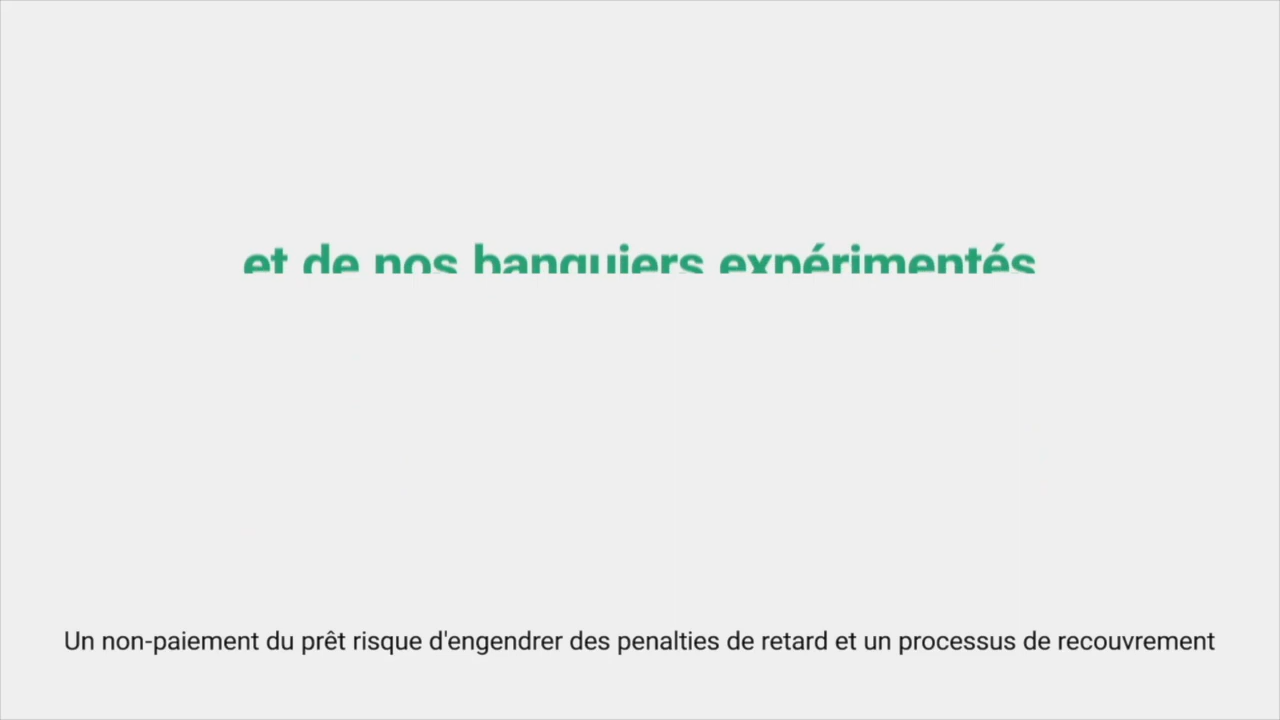 et de nos banquiers expérimentés
Un non-paiement du prêt risque d'engendrer des penalties de retard et un processus de recouvrement